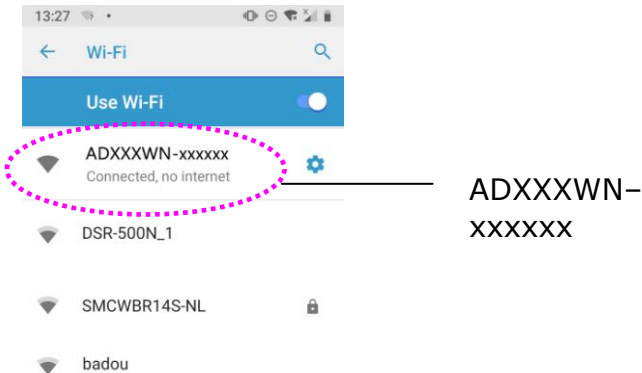 13:27
Wi-Fi
Use Wi-Fi
ADXXXWN-xxxxxx
Connected, no internet
ADXXXWN–
xxxxxx
DSR-500N_1
SMCWBR14S-NL
badou